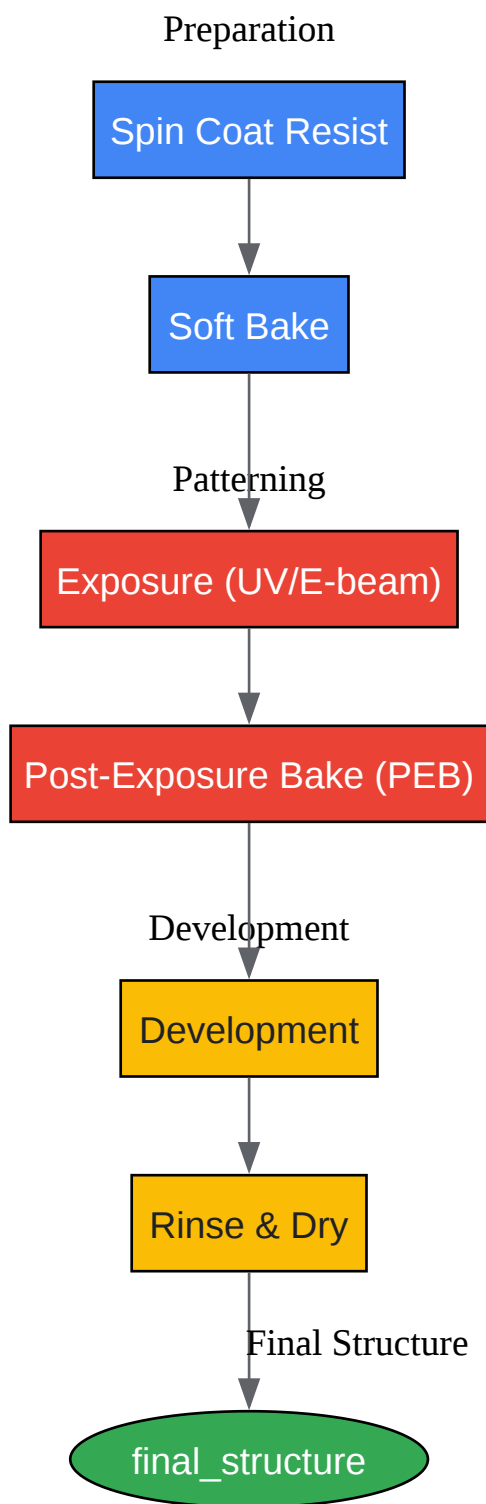 Preparation
Spin Coat Resist
Soft Bake
Patterning
Exposure (UV/E-beam)
Post-Exposure Bake (PEB)
Development
Development
Rinse & Dry
Final Structure
final_structure